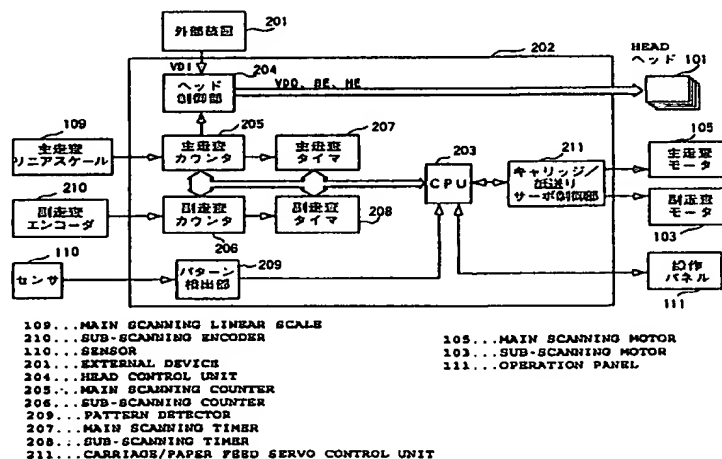 201
外部装置
202
HEAD
ヘッド
101
VDI
204
ヘッド
制御部
VDO、BE、HE
109
205
207
105
主走査
リニアスケール
主走査
カウンタ
主走査
タイマ
203
CPU
211
キャリッジ/
紙送り
サーボ制御部
主走査
モータ
210
副走査
エンコーダ
副走査
カウンタ
副走査
タイマ
208
副走査
モータ
206
103
110
センサ
209
パターン
検出部
操作
パネル
111
109...MAIN SCANNING LINEAR SCALE
210...SUB-SCANNING ENCODER
110...SENSOR
201...EXTERNAL DEVICE
204...HEAD CONTROL UNIT
205...MAIN SCANNING COUNTER
206...SUB-SCANNING COUNTER
209...PATTERN DETECTOR
207...MAIN SCANNING TIMER
208...SUB-SCANNING TIMER
211...CARRIAGE/PAPER FEED SERVO CONTROL UNIT
105...MAIN SCANNING MOTOR
103...SUB-SCANNING MOTOR
111...OPERATION PANEL